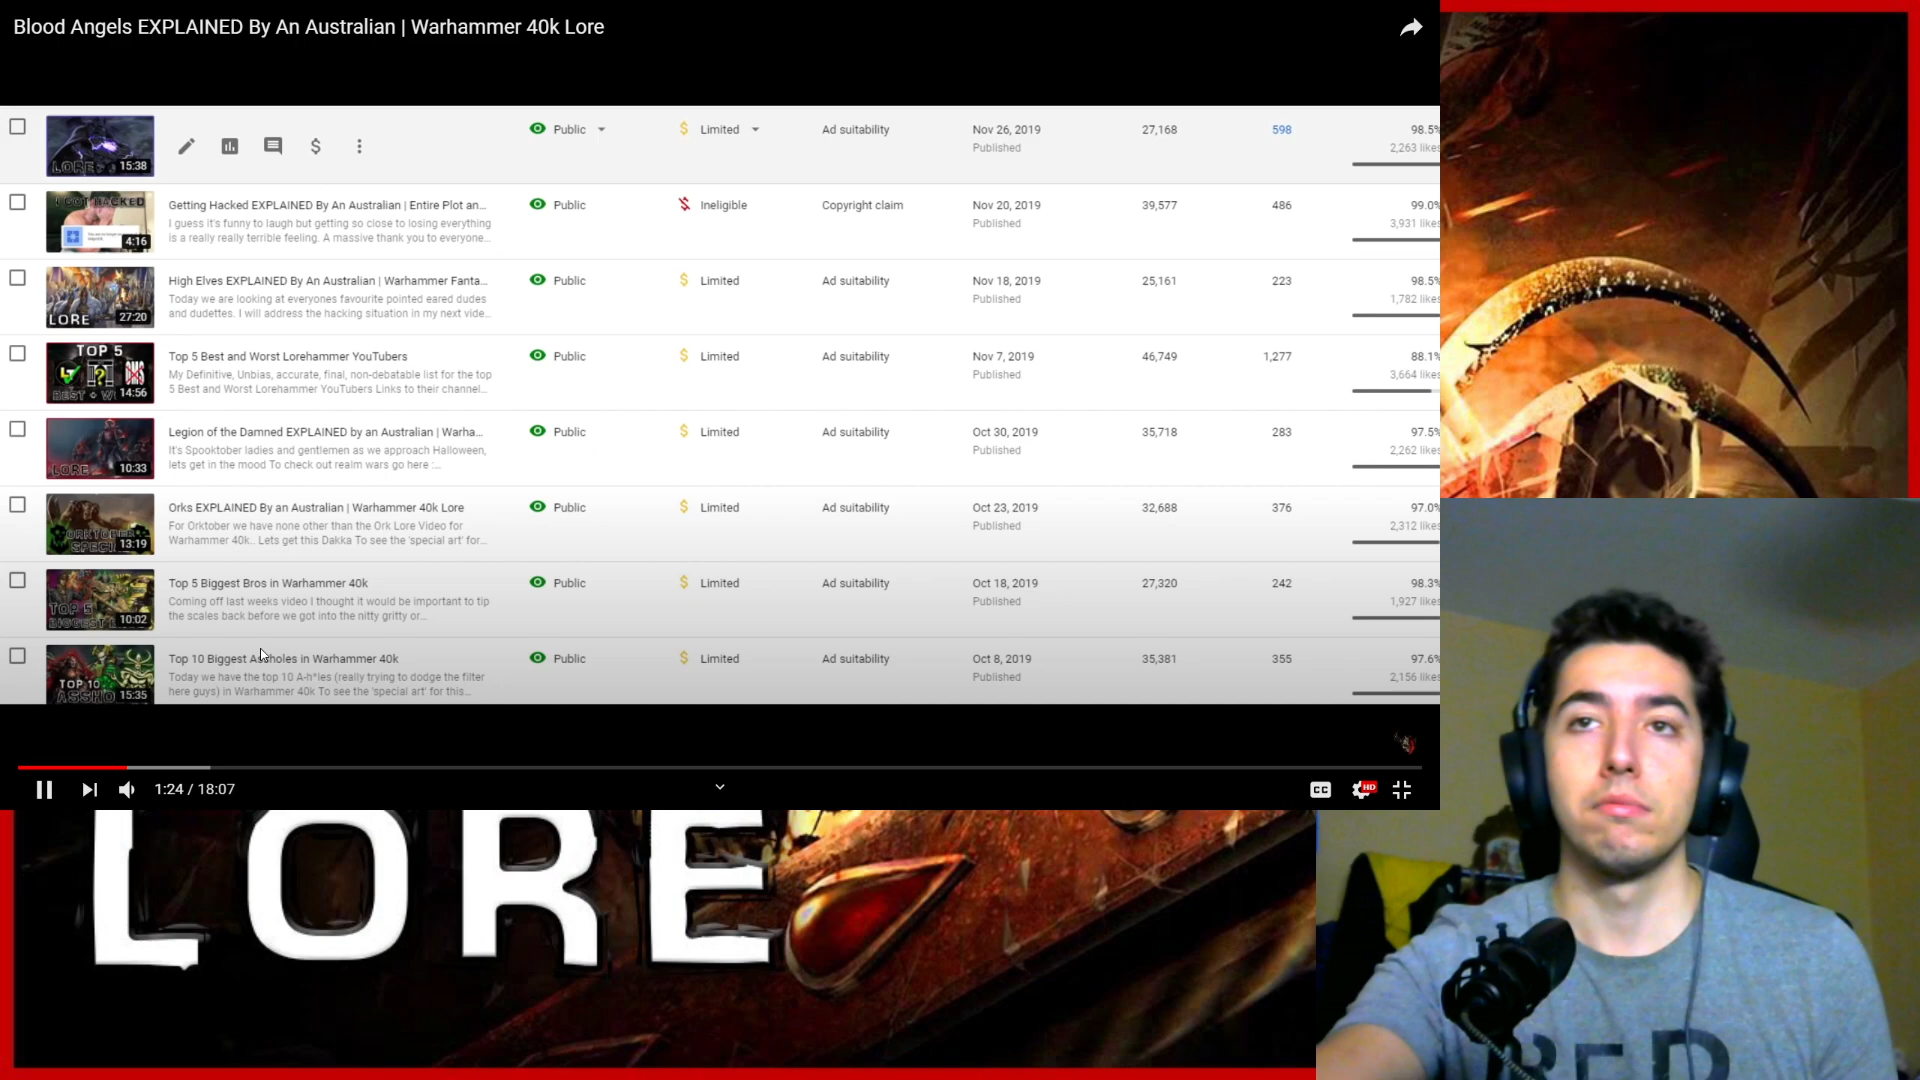 Blood Angels EXPLAINED By An Australian | Warhammer 40k Lore
LORE 15:38
Public Limited Ad suitability Nov 26, 2019 27,168 598 98.5%
Published 2,263 likes
I GOT HACKED
4:16
Getting Hacked EXPLAINED By An Australian | Entire Plot an...
I guess it's funny to laugh but getting so close to losing everything
is a really really terrible feeling. A massive thank you to everyone...
Public Ineligible Copyright claim Nov 20, 2019 39,577 486 99.0%
Published 3,931 likes
LORE 27:20
High Elves EXPLAINED By An Australian | Warhammer Fanta...
Today we are looking at everyones favourite pointed eared dudes
and dudettes. I will address the hacking situation in my next vide...
Public Limited Ad suitability Nov 18, 2019 25,161 223 98.5%
Published 1,782 likes
TOP 5
BEST + W 14:56
Top 5 Best and Worst Lorehammer YouTubers
My Definitive, Unbias, accurate, final, non-debatable list for the top
5 Best and Worst Lorehammer YouTubers Links to their channel...
Public Limited Ad suitability Nov 7, 2019 46,749 1,277 88.1%
Published 3,664 likes
LORE 10:33
Legion of the Damned EXPLAINED by an Australian | Warha...
It's Spooktober ladies and gentlemen as we approach Halloween,
lets get in the mood To check out realm wars go here :...
Public Limited Ad suitability Oct 30, 2019 35,718 283 97.5%
Published 2,262 likes
ORKTOBER
SPECI 13:19
Orks EXPLAINED By an Australian | Warhammer 40k Lore
For Orktober we have none other than the Ork Lore Video for
Warhammer 40k.. Lets get this Dakka To see the 'special art' for...
Public Limited Ad suitability Oct 23, 2019 32,688 376 97.0%
Published 2,312 likes
TOP 5
BIGGEST 10:02
Top 5 Biggest Bros in Warhammer 40k
Coming off last weeks video I thought it would be important to tip
the scales back before we got into the nitty gritty or...
Public Limited Ad suitability Oct 18, 2019 27,320 242 98.3%
Published 1,927 likes
TOP 10
ASSHO 15:35
Top 10 Biggest Assholes in Warhammer 40k
Today we have the top 10 A-h*les (really trying to dodge the filter
here guys) in Warhammer 40k To see the 'special art' for this...
Public Limited Ad suitability Oct 8, 2019 35,381 355 97.6%
Published 2,156 likes
1:24 / 18:07
CC HD
LORE